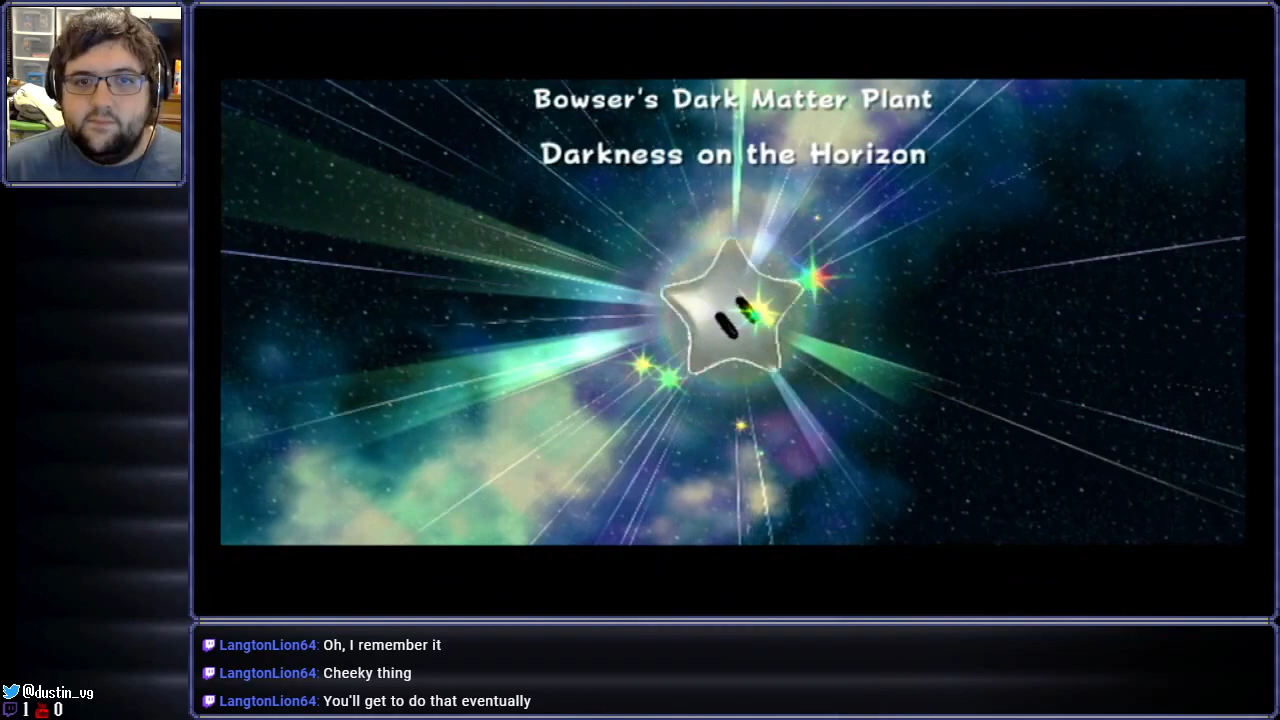 Bowser's Dark Matter Plant
Darkness on the Horizon
LangtonLion64: Oh, I remember it
LangtonLion64: Cheeky thing
LangtonLion64: You'll get to do that eventually
@dustin_vg
1 0